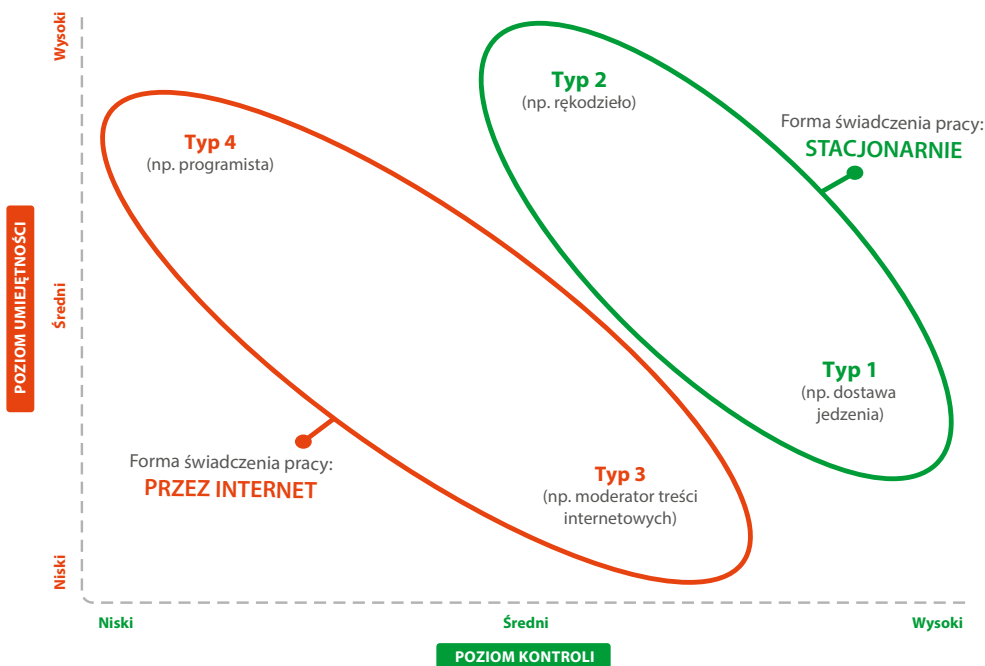 Wysoki
Typ 2
(np. rękodzieło)
Forma świadczenia pracy:
STACJONARNIE
Typ 4
(np. programista)
POZIOM UMIEJĘTNOŚCI
Średni
Typ 1
(np. dostawa
jedzenia)
Forma świadczenia pracy:
PRZEZ INTERNET
Typ 3
(np. moderator treści
internetowych)
Niski
Niski
Średni
Wysoki
POZIOM KONTROLI